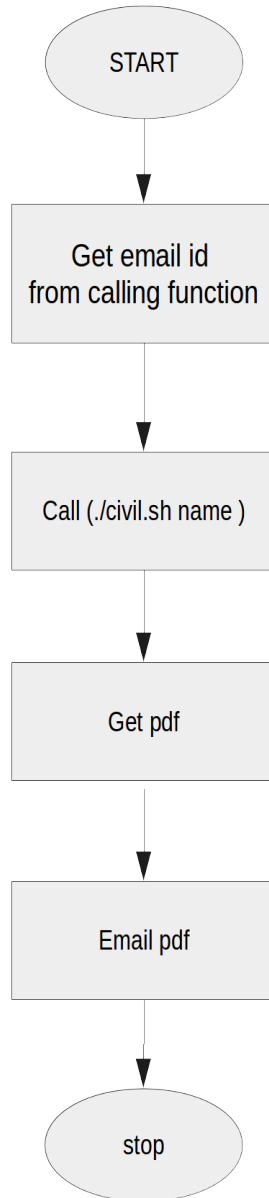 START
Get email id
from calling function
Call (./civil.sh name )
Get pdf
Email pdf
stop